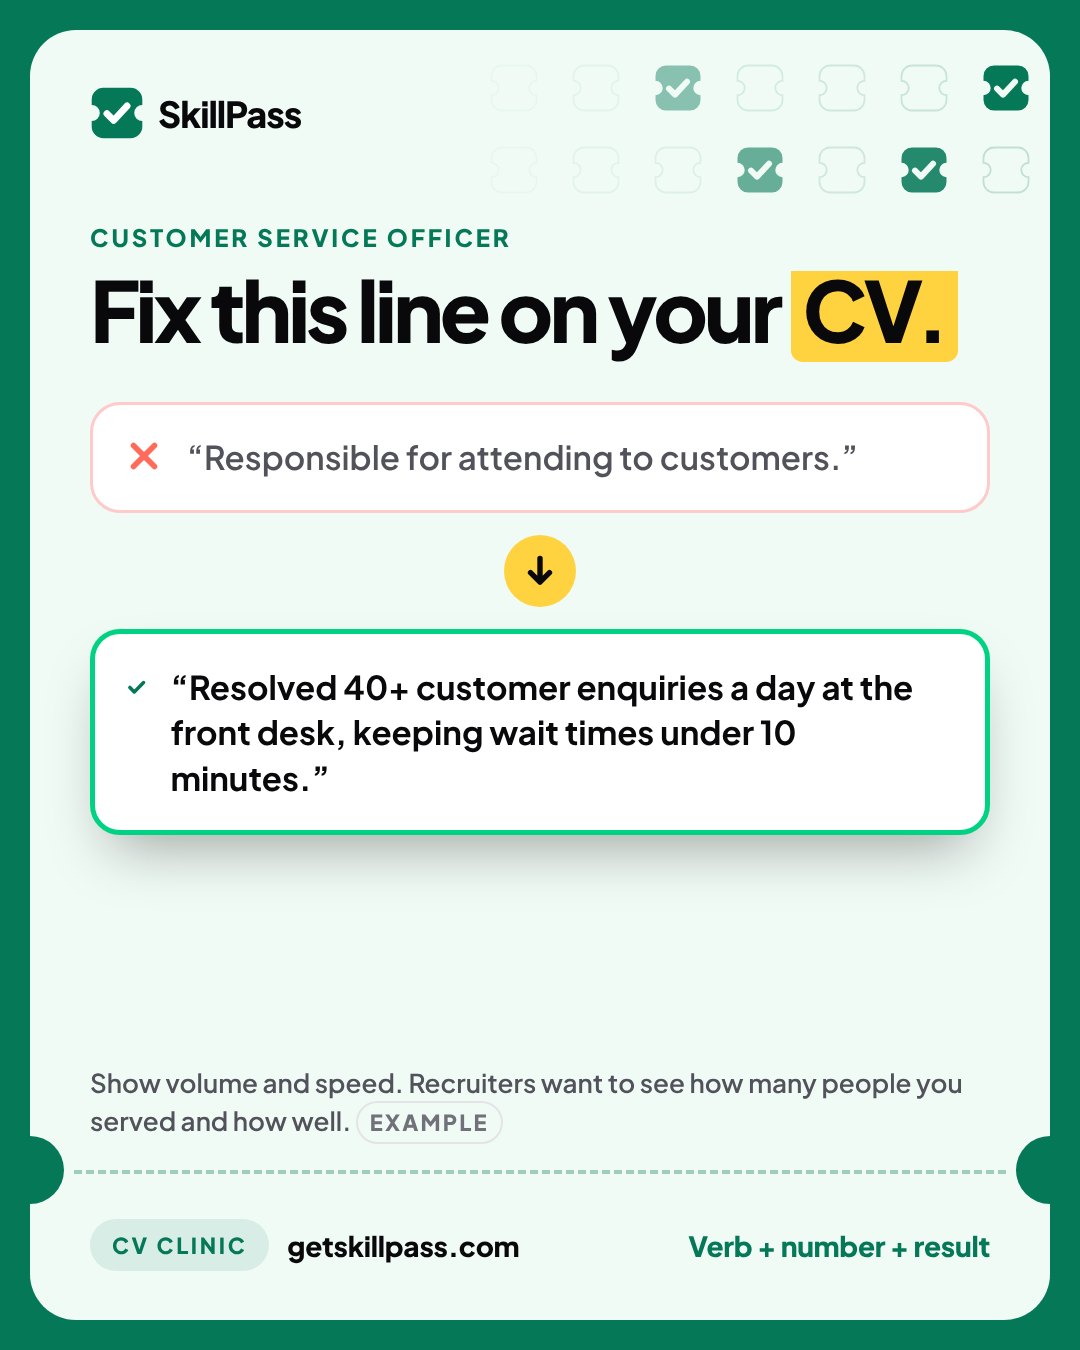 SkillPass
CUSTOMER SERVICE OFFICER
Fix this line on your CV.
“Responsible for attending to customers.”
“Resolved 40+ customer enquiries a day at the
front desk, keeping wait times under 10
minutes.”
Show volume and speed. Recruiters want to see how many people you
served and how well. EXAMPLE
CV CLINIC getskillpass.com Verb + number + result